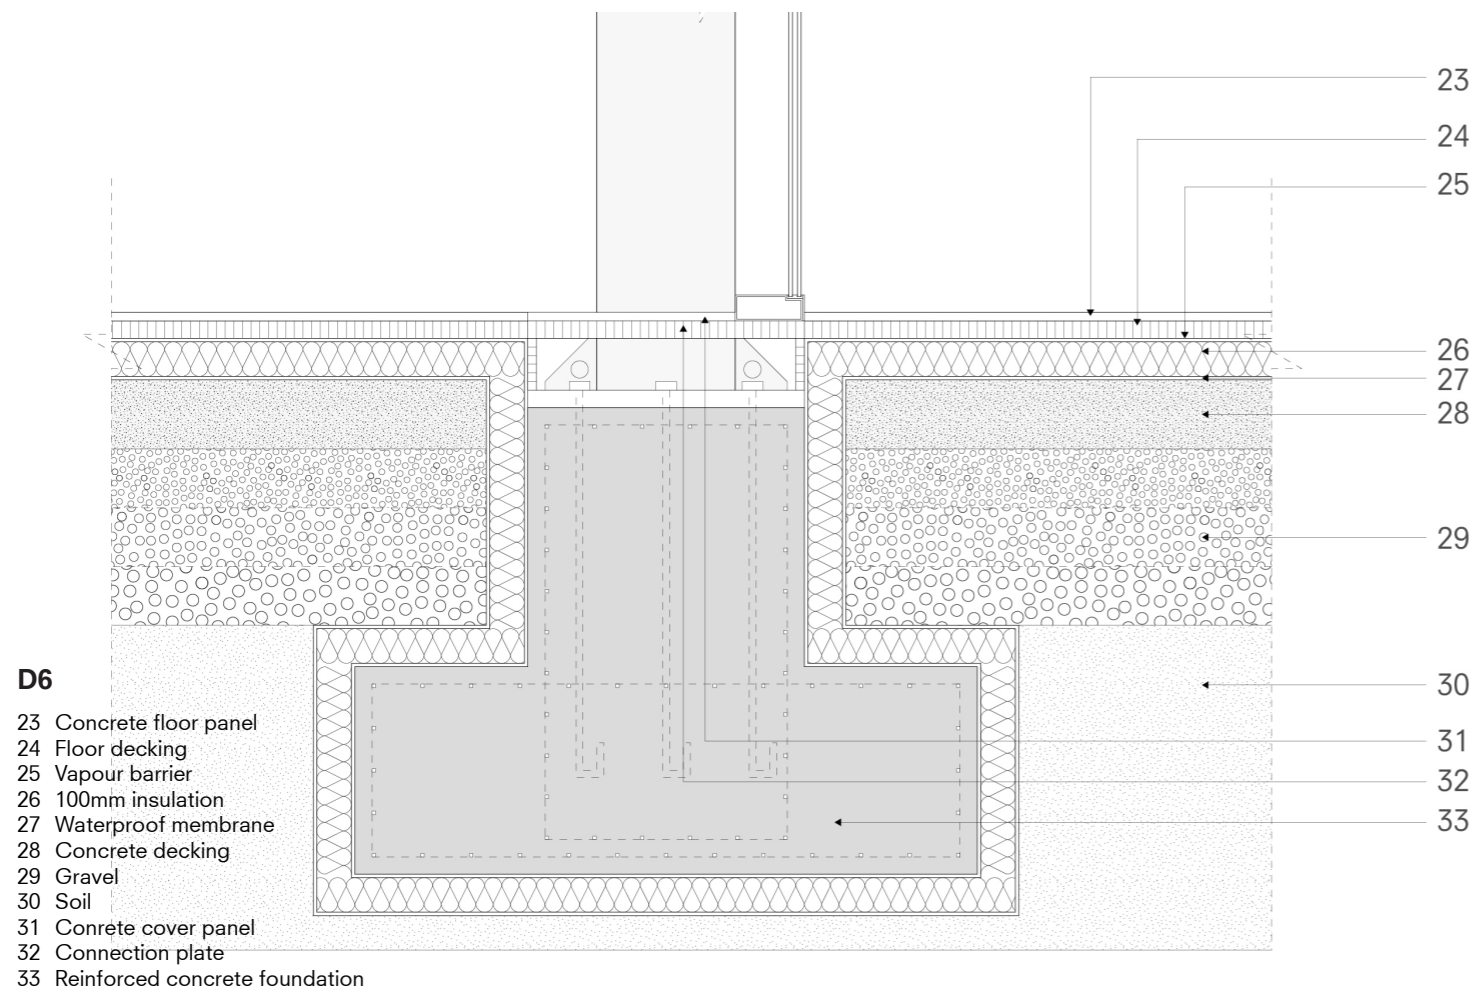 23
24
25
26
27
28
29
30
31
32
33
D6
23 Concrete floor panel
24 Floor decking
25 Vapour barrier
26 100mm insulation
27 Waterproof membrane
28 Concrete decking
29 Gravel
30 Soil
31 Conrete cover panel
32 Connection plate
33 Reinforced concrete foundation